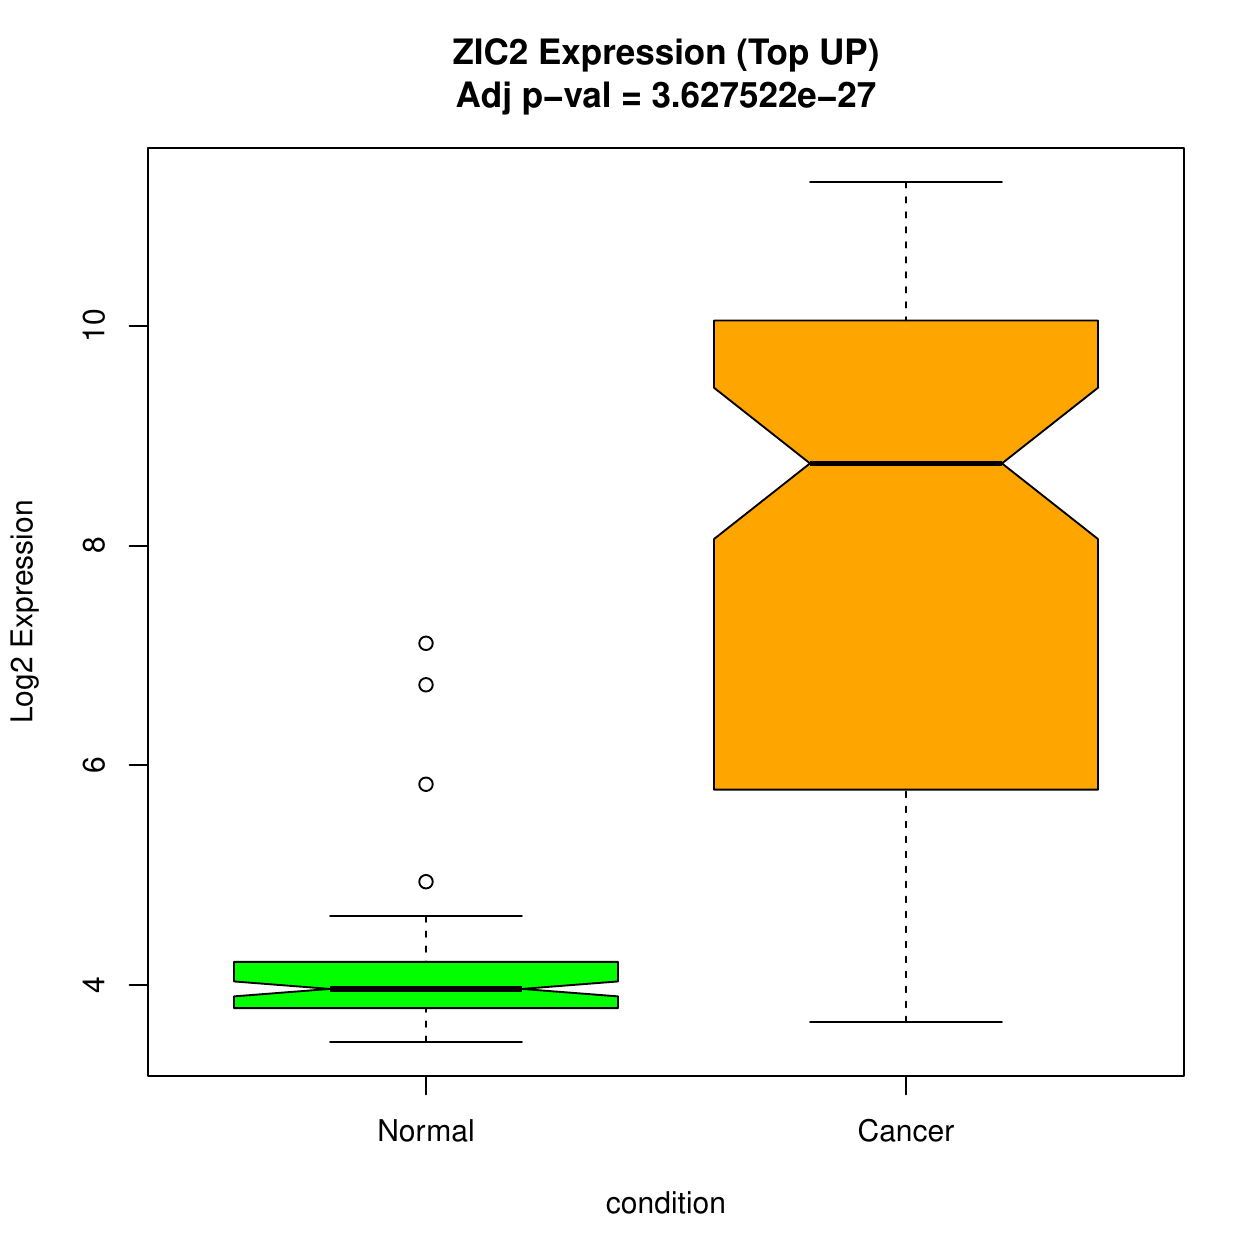 ZIC2 Expression (Top UP)
Adj p−val = 3.627522e−27
Log2 Expression
10
8
6
4
Normal
Cancer
condition